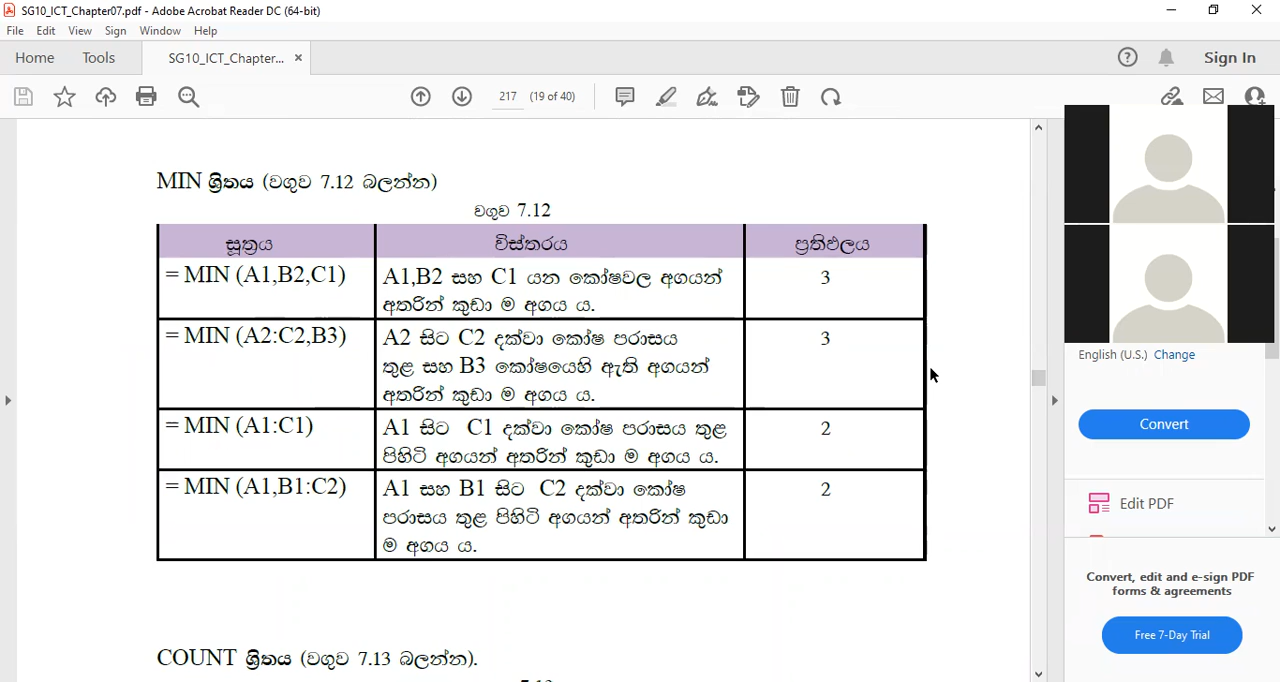 SG10_ICT_Chapter07.pdf - Adobe Acrobat Reader DC (64-bit)
File Edit View Sign Window Help
Home Tools SG10_ICT_Chapter... × Sign In
217 (19 of 40)
MIN ශ්‍රිතය (වගුව 7.12 බලන්න)
වගුව 7.12
සූත්‍රය විස්තරය ප්‍රතිඵලය
= MIN (A1,B2,C1) A1,B2 සහ C1 යන කෝෂවල අගයන් 3
අතරින් කුඩා ම අගය ය.
= MIN (A2:C2,B3) A2 සිට C2 දක්වා කෝෂ පරාසය 3
තුළ සහ B3 කෝෂයෙහි ඇති අගයන්
අතරින් කුඩා ම අගය ය.
= MIN (A1:C1) A1 සිට C1 දක්වා කෝෂ පරාසය තුළ 2
පිහිටි අගයන් අතරින් කුඩා ම අගය ය.
= MIN (A1,B1:C2) A1 සහ B1 සිට C2 දක්වා කෝෂ 2
පරාසය තුළ පිහිටි අගයන් අතරින් කුඩා
ම අගය ය.
COUNT ශ්‍රිතය (වගුව 7.13 බලන්න).
English (U.S.) Change
Convert
Edit PDF
Convert, edit and e-sign PDF
forms & agreements
Free 7-Day Trial